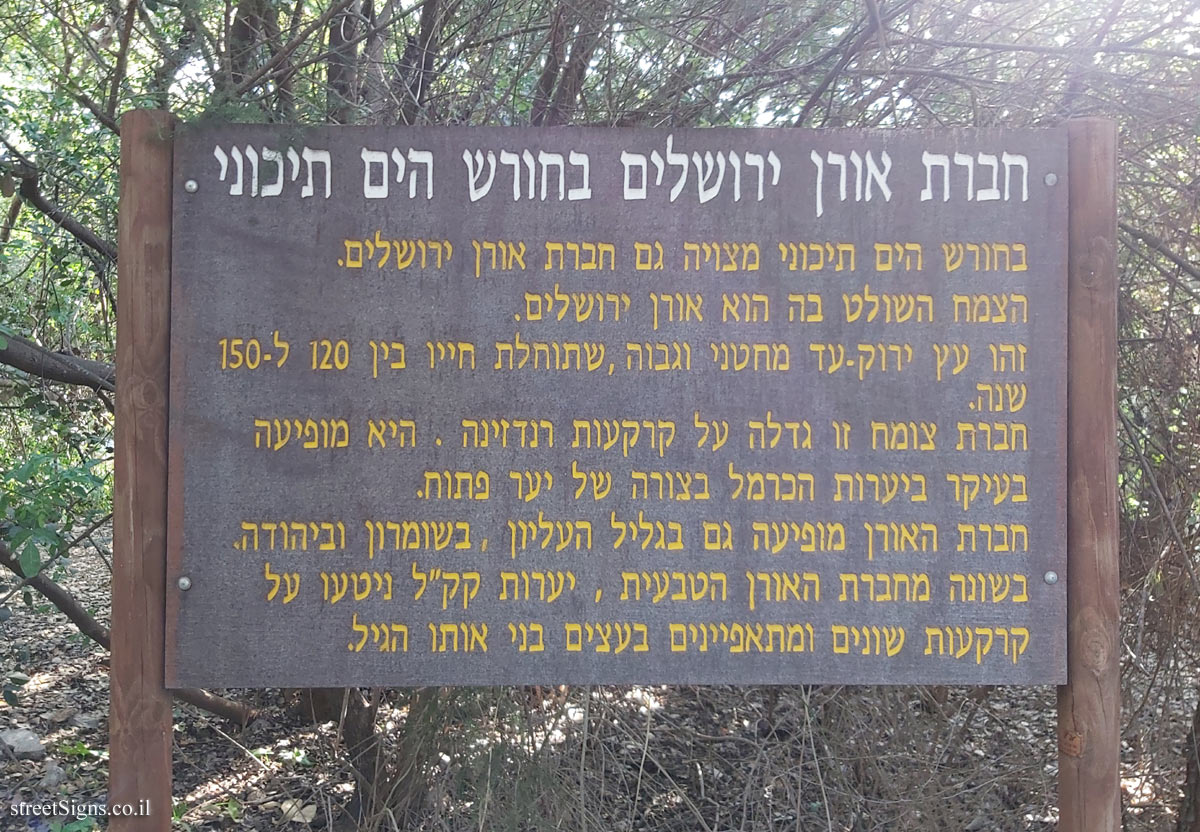 חברת אורן ירושלים בחורש הים תיכוני
בחורש הים תיכוני מצויה גם חברת אורן ירושלים.
הצמח השולט בה הוא אורן ירושלים.
זהו עץ ירוק-עד מחטני וגבוה ,שתוחלת חייו בין 120 ל-150
שנה.
חברת צומח זו גדלה על קרקעות רנדזינה . היא מופיעה
בעיקר ביערות הכרמל בצורה של יער פתוח.
חברת האורן מופיעה גם בגליל העליון , בשומרון וביהודה.
בשונה מחברת האורן הטבעית , יערות קק"ל ניטעו על
קרקעות שונים ומתאפיינים בעצים בני אותו הגיל.
streetSigns.co.il